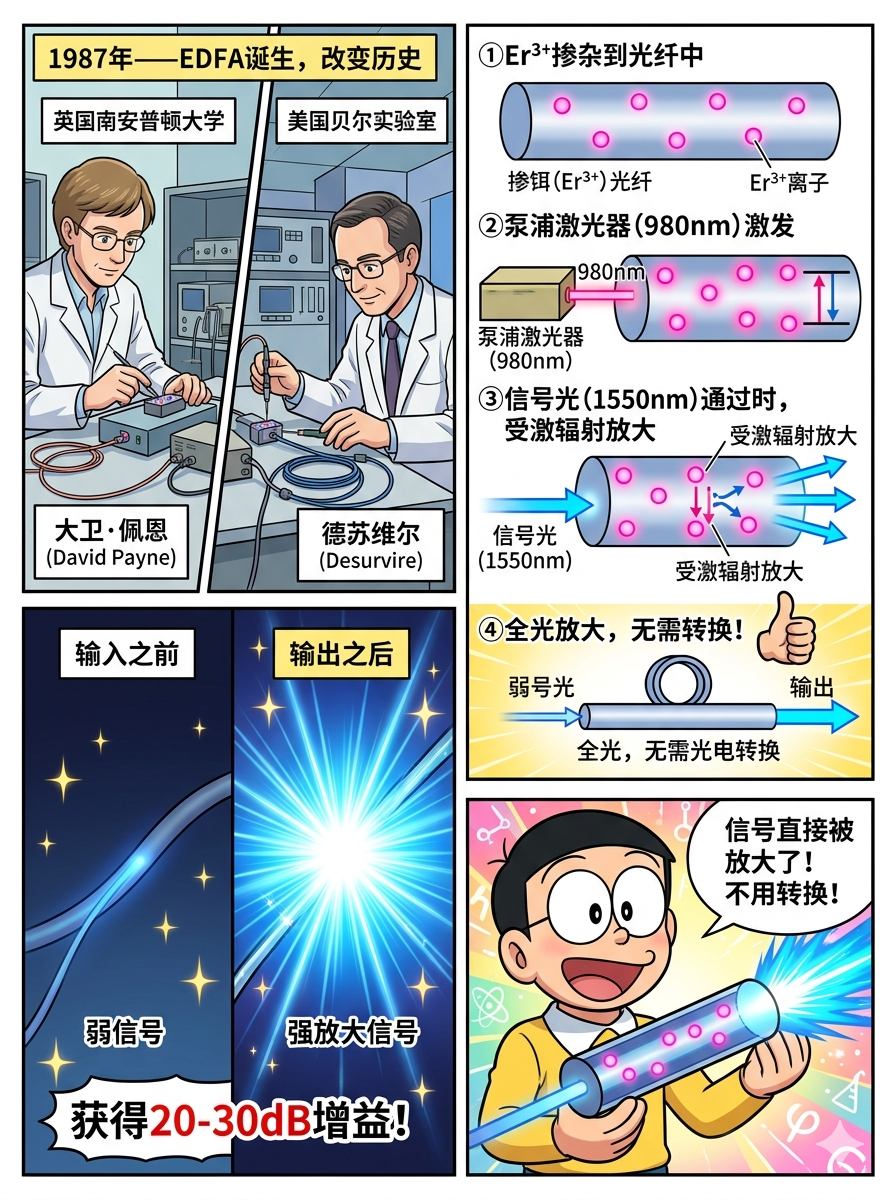 1987年——EDFA诞生，改变历史
英国南安普顿大学
美国贝尔实验室
大卫·佩恩
(David Payne)
德苏维尔
(Desurvire)
①Er³⁺掺杂到光纤中
掺铒(Er³⁺)光纤
Er³⁺离子
②泵浦激光器(980nm)激发
980nm
泵浦激光器
(980nm)
③信号光(1550nm)通过时，
受激辐射放大
受激辐射放大
信号光
(1550nm)
受激辐射放大
④全光放大，无需转换！
弱号光
输出
全光，无需光电转换
输入之前
输出之后
弱信号
强放大信号
获得20-30dB增益！
信号直接被
放大了！
不用转换！